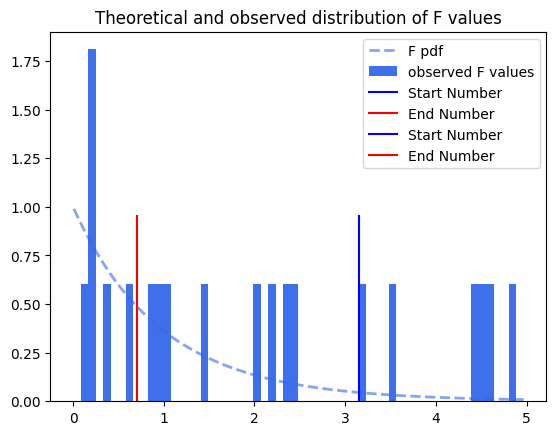 Theoretical and observed distribution of F values
F pdf
observed F values
Start Number
End Number
Start Number
End Number
1.75
1.50
1.25
1.00
0.75
0.50
0.25
0.00
0 1 2 3 4 5